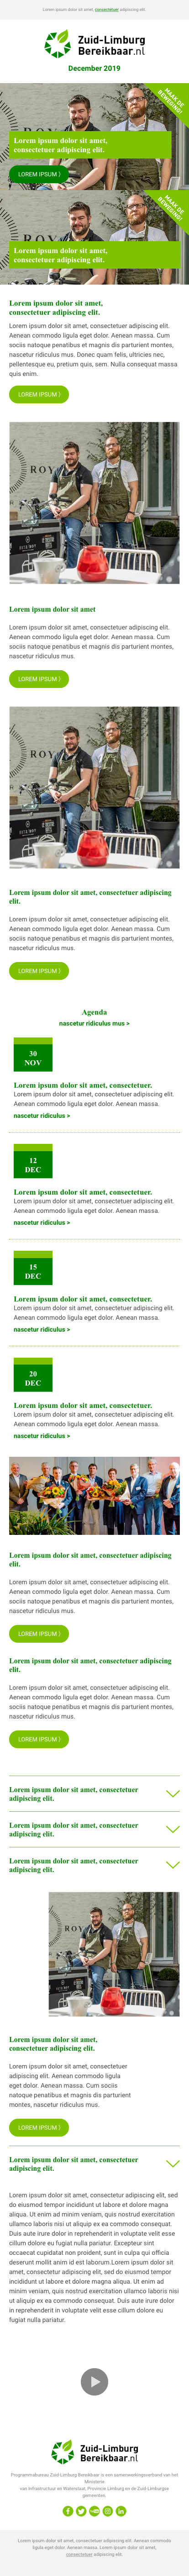 Lorem ipsum dolor sit amet, consectetuer adipiscing elit.
Zuid-Limburg
Bereikbaar.nl
December 2019
MAAK DE
BEWEGING!
Lorem ipsum dolor sit amet,
consectetuer adipiscing elit.
LOREM IPSUM 〉
MAAK DE
BEWEGING!
Lorem ipsum dolor sit amet,
consectetuer adipiscing elit.
Lorem ipsum dolor sit amet,
consectetuer adipiscing elit.
Lorem ipsum dolor sit amet, consectetuer adipiscing elit.
Aenean commodo ligula eget dolor. Aenean massa. Cum
sociis natoque penatibus et magnis dis parturient montes,
nascetur ridiculus mus. Donec quam felis, ultricies nec,
pellentesque eu, pretium quis, sem. Nulla consequat massa
quis enim.
LOREM IPSUM 〉
ROY
Lorem ipsum dolor sit amet
Lorem ipsum dolor sit amet, consectetuer adipiscing elit.
Aenean commodo ligula eget dolor. Aenean massa. Cum
sociis natoque penatibus et magnis dis parturient montes,
nascetur ridiculus mus.
LOREM IPSUM 〉
ROY
Lorem ipsum dolor sit amet, consectetuer adipiscing
elit.
Lorem ipsum dolor sit amet, consectetuer adipiscing elit.
Aenean commodo ligula eget dolor. Aenean massa. Cum
sociis natoque penatibus et magnis dis parturient montes,
nascetur ridiculus mus.
LOREM IPSUM 〉
Agenda
nascetur ridiculus mus >
30
NOV
Lorem ipsum dolor sit amet, consectetuer.
Lorem ipsum dolor sit amet, consectetuer adipiscing elit.
Aenean commodo ligula eget dolor. Aenean massa.
nascetur ridiculus >
12
DEC
Lorem ipsum dolor sit amet, consectetuer.
Lorem ipsum dolor sit amet, consectetuer adipiscing elit.
Aenean commodo ligula eget dolor. Aenean massa.
nascetur ridiculus >
15
DEC
Lorem ipsum dolor sit amet, consectetuer.
Lorem ipsum dolor sit amet, consectetuer adipiscing elit.
Aenean commodo ligula eget dolor. Aenean massa.
nascetur ridiculus >
20
DEC
Lorem ipsum dolor sit amet, consectetuer.
Lorem ipsum dolor sit amet, consectetuer adipiscing elit.
Aenean commodo ligula eget dolor. Aenean massa.
nascetur ridiculus >
Lorem ipsum dolor sit amet, consectetuer adipiscing
elit.
Lorem ipsum dolor sit amet, consectetuer adipiscing elit.
Aenean commodo ligula eget dolor. Aenean massa. Cum
sociis natoque penatibus et magnis dis parturient montes,
nascetur ridiculus mus.
LOREM IPSUM 〉
Lorem ipsum dolor sit amet, consectetuer adipiscing
elit.
Lorem ipsum dolor sit amet, consectetuer adipiscing elit.
Aenean commodo ligula eget dolor. Aenean massa. Cum
sociis natoque penatibus et magnis dis parturient montes,
nascetur ridiculus mus.
LOREM IPSUM 〉
Lorem ipsum dolor sit amet, consectetuer
adipiscing elit.
Lorem ipsum dolor sit amet, consectetuer
adipiscing elit.
Lorem ipsum dolor sit amet, consectetuer
adipiscing elit.
ROY
Lorem ipsum dolor sit amet,
consectetuer adipiscing elit.
Lorem ipsum dolor sit amet, consectetuer
adipiscing elit. Aenean commodo ligula
eget dolor. Aenean massa. Cum sociis
natoque penatibus et magnis dis parturient
montes, nascetur ridiculus mus.
LOREM IPSUM 〉
Lorem ipsum dolor sit amet, consectetuer
adipiscing elit.
Lorem ipsum dolor sit amet, consectetur adipiscing elit, sed
do eiusmod tempor incididunt ut labore et dolore magna
aliqua. Ut enim ad minim veniam, quis nostrud exercitation
ullamco laboris nisi ut aliquip ex ea commodo consequat.
Duis aute irure dolor in reprehenderit in voluptate velit esse
cillum dolore eu fugiat nulla pariatur. Excepteur sint
occaecat cupidatat non proident, sunt in culpa qui officia
deserunt mollit anim id est laborum.Lorem ipsum dolor sit
amet, consectetur adipiscing elit, sed do eiusmod tempor
incididunt ut labore et dolore magna aliqua. Ut enim ad
minim veniam, quis nostrud exercitation ullamco laboris nisi
ut aliquip ex ea commodo consequat. Duis aute irure dolor
in reprehenderit in voluptate velit esse cillum dolore eu
fugiat nulla pariatur.
Zuid-Limburg
Bereikbaar.nl
Programmabureau Zuid-Limburg Bereikbaar is een samenwerkingsverband van het
Ministerie
van Infrastructuur en Waterstaat, Provincie Limburg en de Zuid-Limburgse
gemeenten.
Lorem ipsum dolor sit amet, consectetuer adipiscing elit. Aenean commodo
ligula eget dolor. Aenean massa. Lorem ipsum dolor sit amet,
consectetuer adipiscing elit.